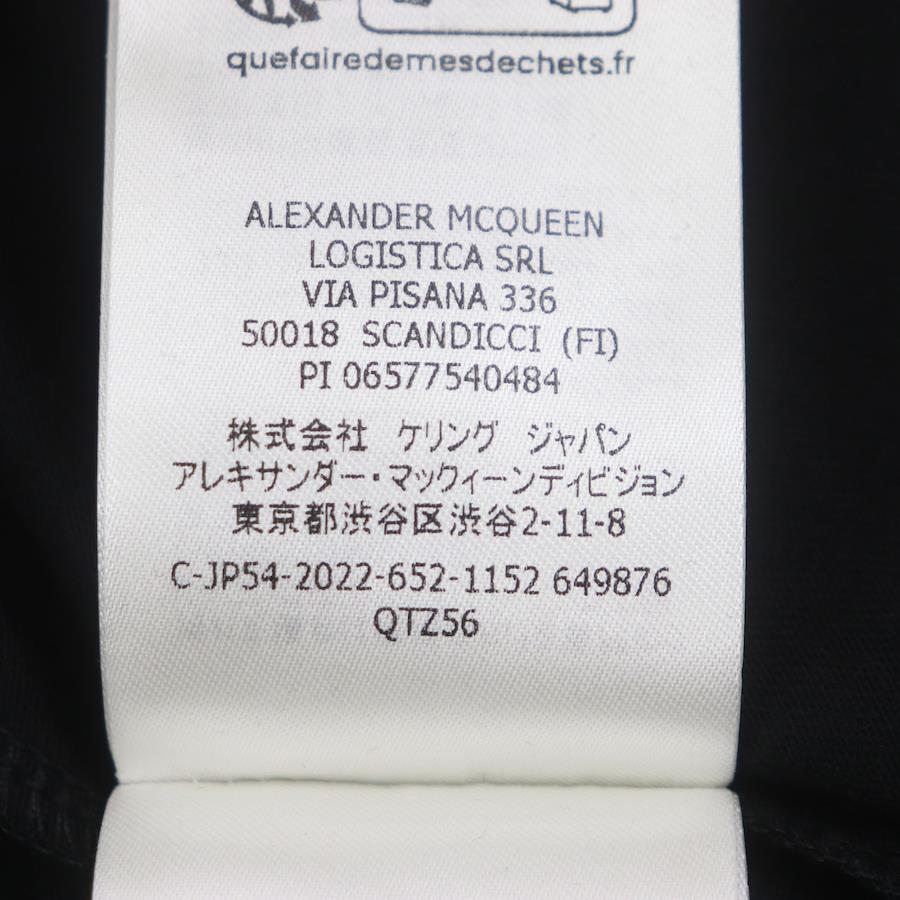 quefairedemesdechets.fr
ALEXANDER MCQUEEN
LOGISTICA SRL
VIA PISANA 336
50018 SCANDICCI (FI)
PI 06577540484
株式会社 ケリング ジャパン
アレキサンダー・マックィーンディビジョン
東京都渋谷区渋谷2-11-8
C-JP54-2022-652-1152 649876
QTZ56